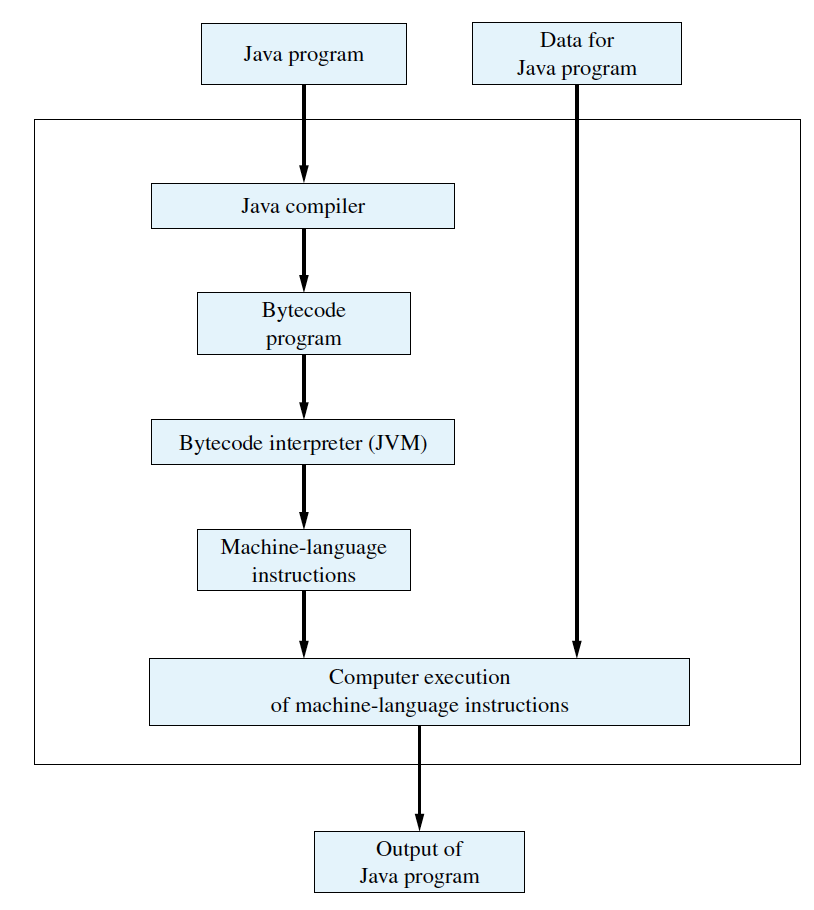 Java program
Data for
Java program
Java compiler
Bytecode
program
Bytecode interpreter (JVM)
Machine-language
instructions
Computer execution
of machine-language instructions
Output of
Java program